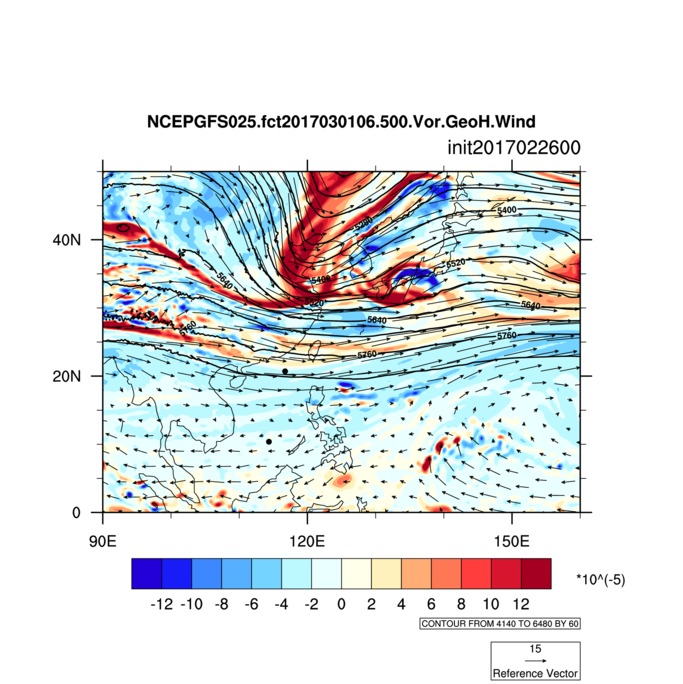 NCEPGFS025.fct2017030106.500.Vor.GeoH.Wind
init2017022600
40N
20N
0
90E 120E 150E
5400
5280
5520
5400
5640
5520
5640
5640
5760
5760
5760
-12 -10 -8 -6 -4 -2 0 2 4 6 8 10 12
*10^(-5)
CONTOUR FROM 4140 TO 6480 BY 60
15
Reference Vector